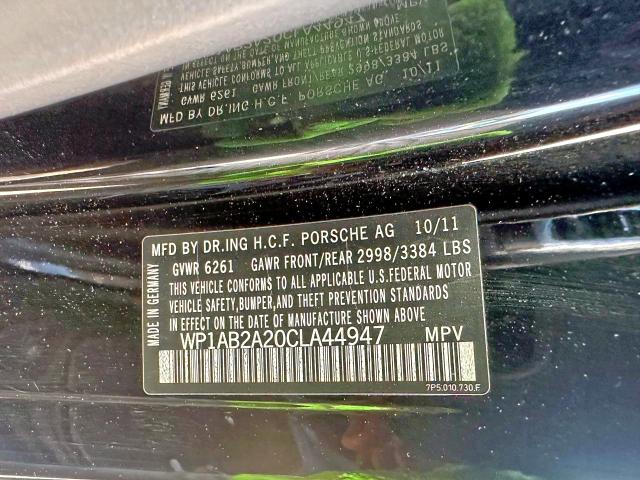 MFD BY DR.ING H.C.F. PORSCHE AG 10/11
GVWR 6261 GAWR FRONT/REAR 2998/3384 LBS
THIS VEHICLE CONFORMS TO ALL APPLICABLE U.S.FEDERAL MOTOR
VEHICLE SAFETY,BUMPER,AND THEFT PREVENTION STANDARDS
IN EFFECT ON THE DATE OF MANUFACTURE SHOWN ABOVE
WP1AB2A20CLA44947 MPV
7P5.010.730.F
MADE IN GERMANY